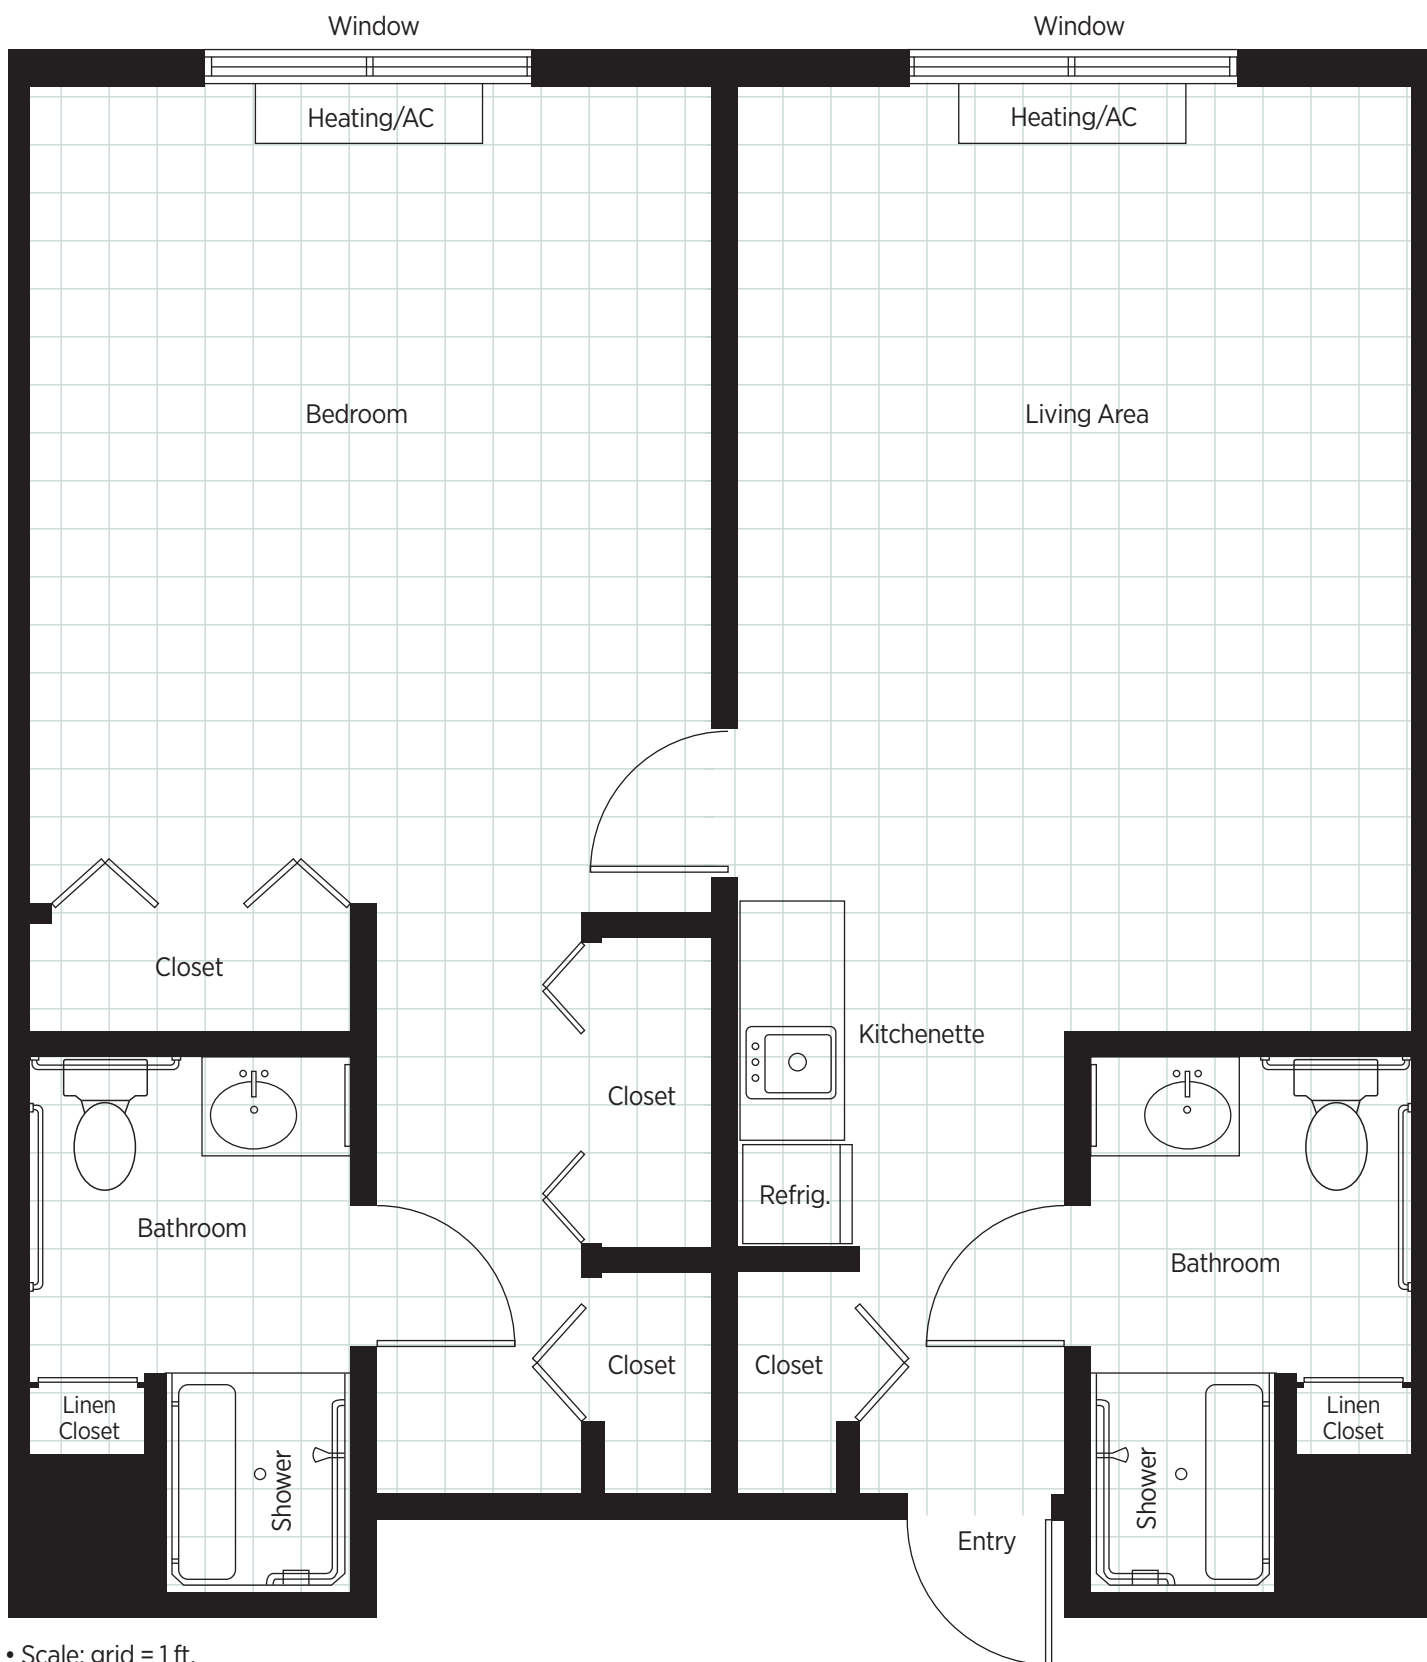 Window
Window
Heating/AC
Heating/AC
Bedroom
Living Area
Closet
Kitchenette
Closet
Refrig.
Bathroom
Bathroom
Closet
Closet
Linen
Closet
Linen
Closet
Shower
Shower
Entry
• Scale: grid = 1 ft.